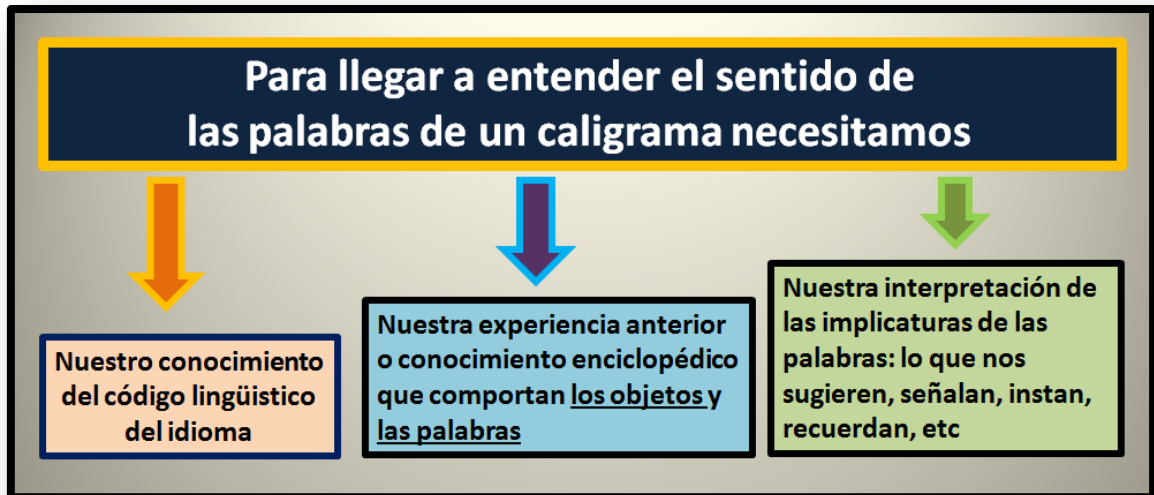 Para llegar a entender el sentido de
las palabras de un caligrama necesitamos
Nuestro conocimiento
del código lingüistico
del idioma
Nuestra experiencia anterior
o conocimiento enciclopédico
que comportan los objetos y
las palabras
Nuestra interpretación de
las implicaturas de las
palabras: lo que nos
sugieren, señalan, instan,
recuerdan, etc